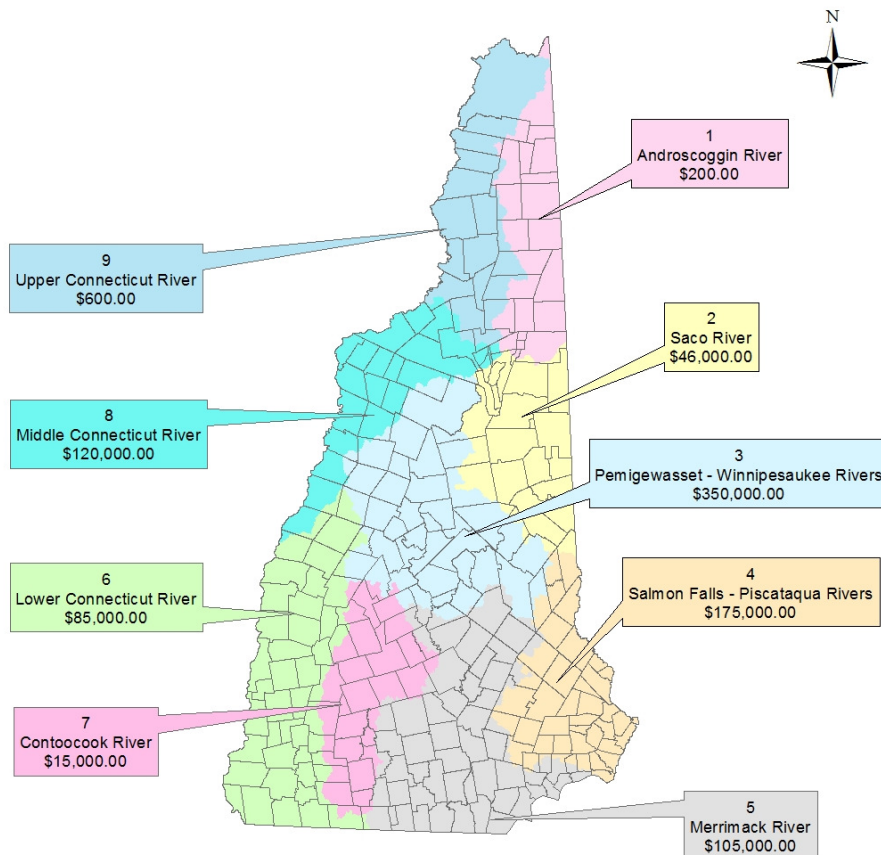 N
1
Androscoggin River
$200.00
9
Upper Connecticut River
$600.00
2
Saco River
$46,000.00
8
Middle Connecticut River
$120,000.00
3
Pemigewasset - Winnipesaukee Rivers
$350,000.00
6
Lower Connecticut River
$85,000.00
4
Salmon Falls - Piscataqua Rivers
$175,000.00
7
Contoocook River
$15,000.00
5
Merrimack River
$105,000.00